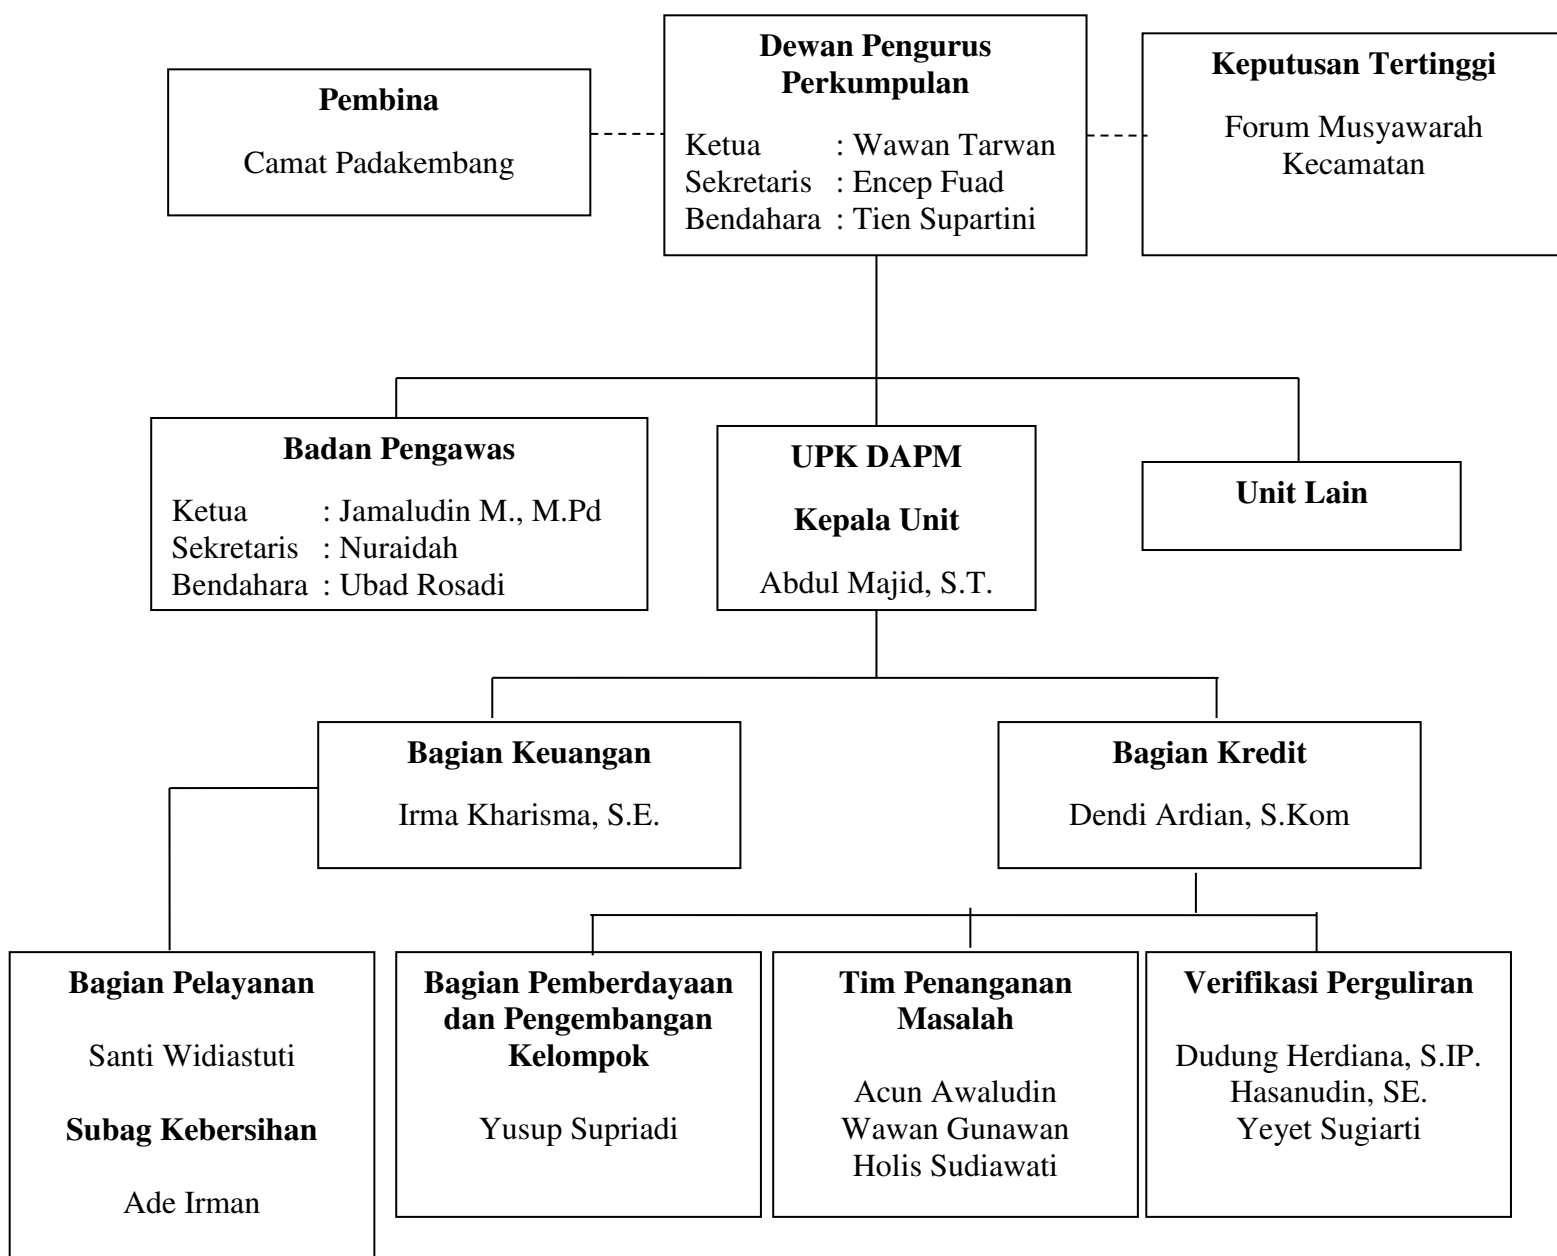 Pembina
Camat Padakembang
Dewan Pengurus
Perkumpulan
Ketua : Wawan Tarwan
Sekretaris : Encep Fuad
Bendahara : Tien Supartini
Keputusan Tertinggi
Forum Musyawarah
Kecamatan
Badan Pengawas
Ketua : Jamaludin M., M.Pd
Sekretaris : Nuraidah
Bendahara : Ubad Rosadi
UPK DAPM
Kepala Unit
Abdul Majid, S.T.
Unit Lain
Bagian Keuangan
Irma Kharisma, S.E.
Bagian Kredit
Dendi Ardian, S.Kom
Bagian Pelayanan
Santi Widiastuti
Subag Kebersihan
Ade Irman
Bagian Pemberdayaan
dan Pengembangan
Kelompok
Yusup Supriadi
Tim Penanganan
Masalah
Acun Awaludin
Wawan Gunawan
Holis Sudiawati
Verifikasi Perguliran
Dudung Herdiana, S.IP.
Hasanudin, SE.
Yeyet Sugiarti